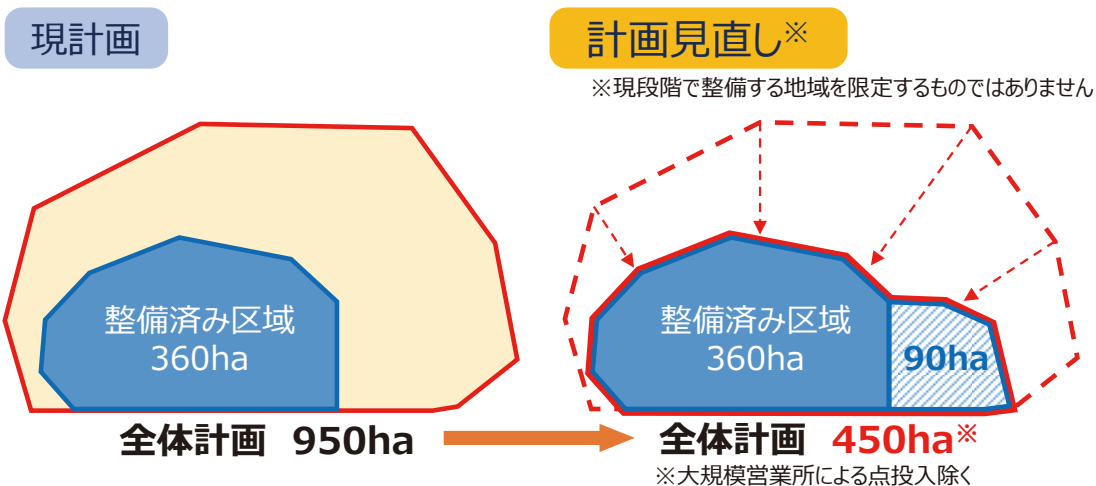 現計画
計画見直し※
※現段階で整備する地域を限定するものではありません
整備済み区域
360ha
整備済み区域
360ha
90ha
全体計画 950ha
全体計画 450ha※
※大規模営業所による点投入除く